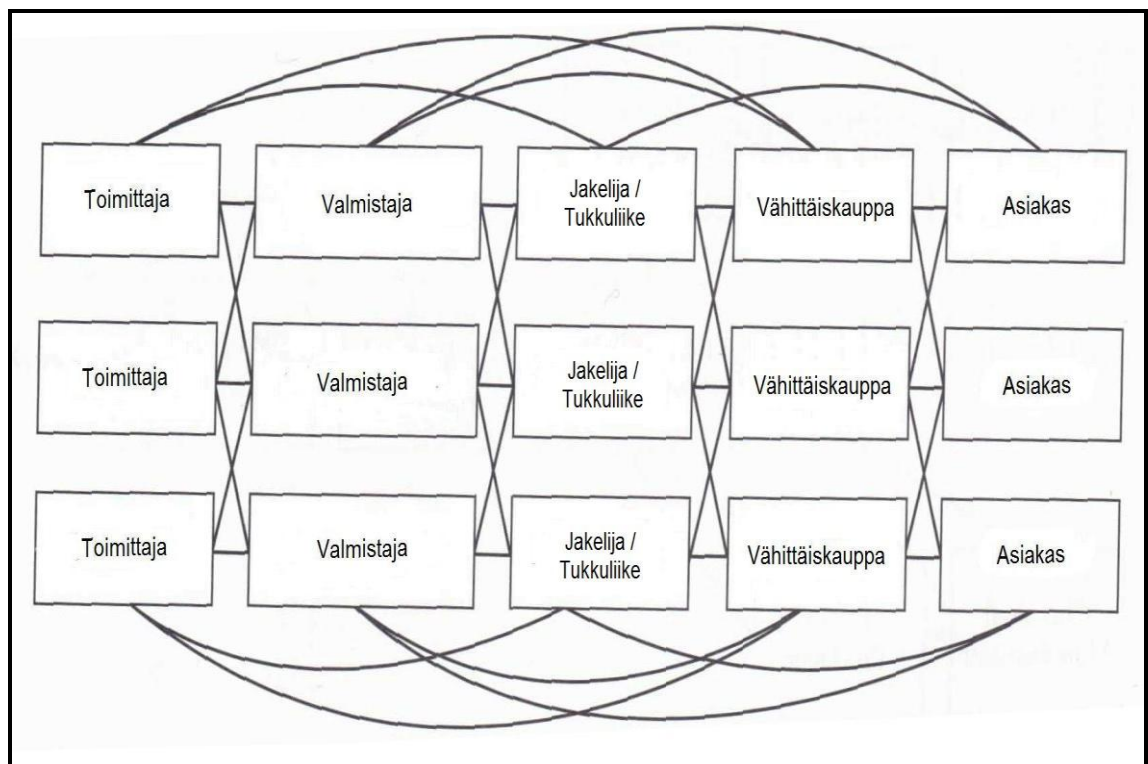 Toimittaja
Valmistaja
Jakelija /
Tukkuliike
Vähittäiskauppa
Asiakas
Toimittaja
Valmistaja
Jakelija /
Tukkuliike
Vähittäiskauppa
Asiakas
Toimittaja
Valmistaja
Jakelija /
Tukkuliike
Vähittäiskauppa
Asiakas